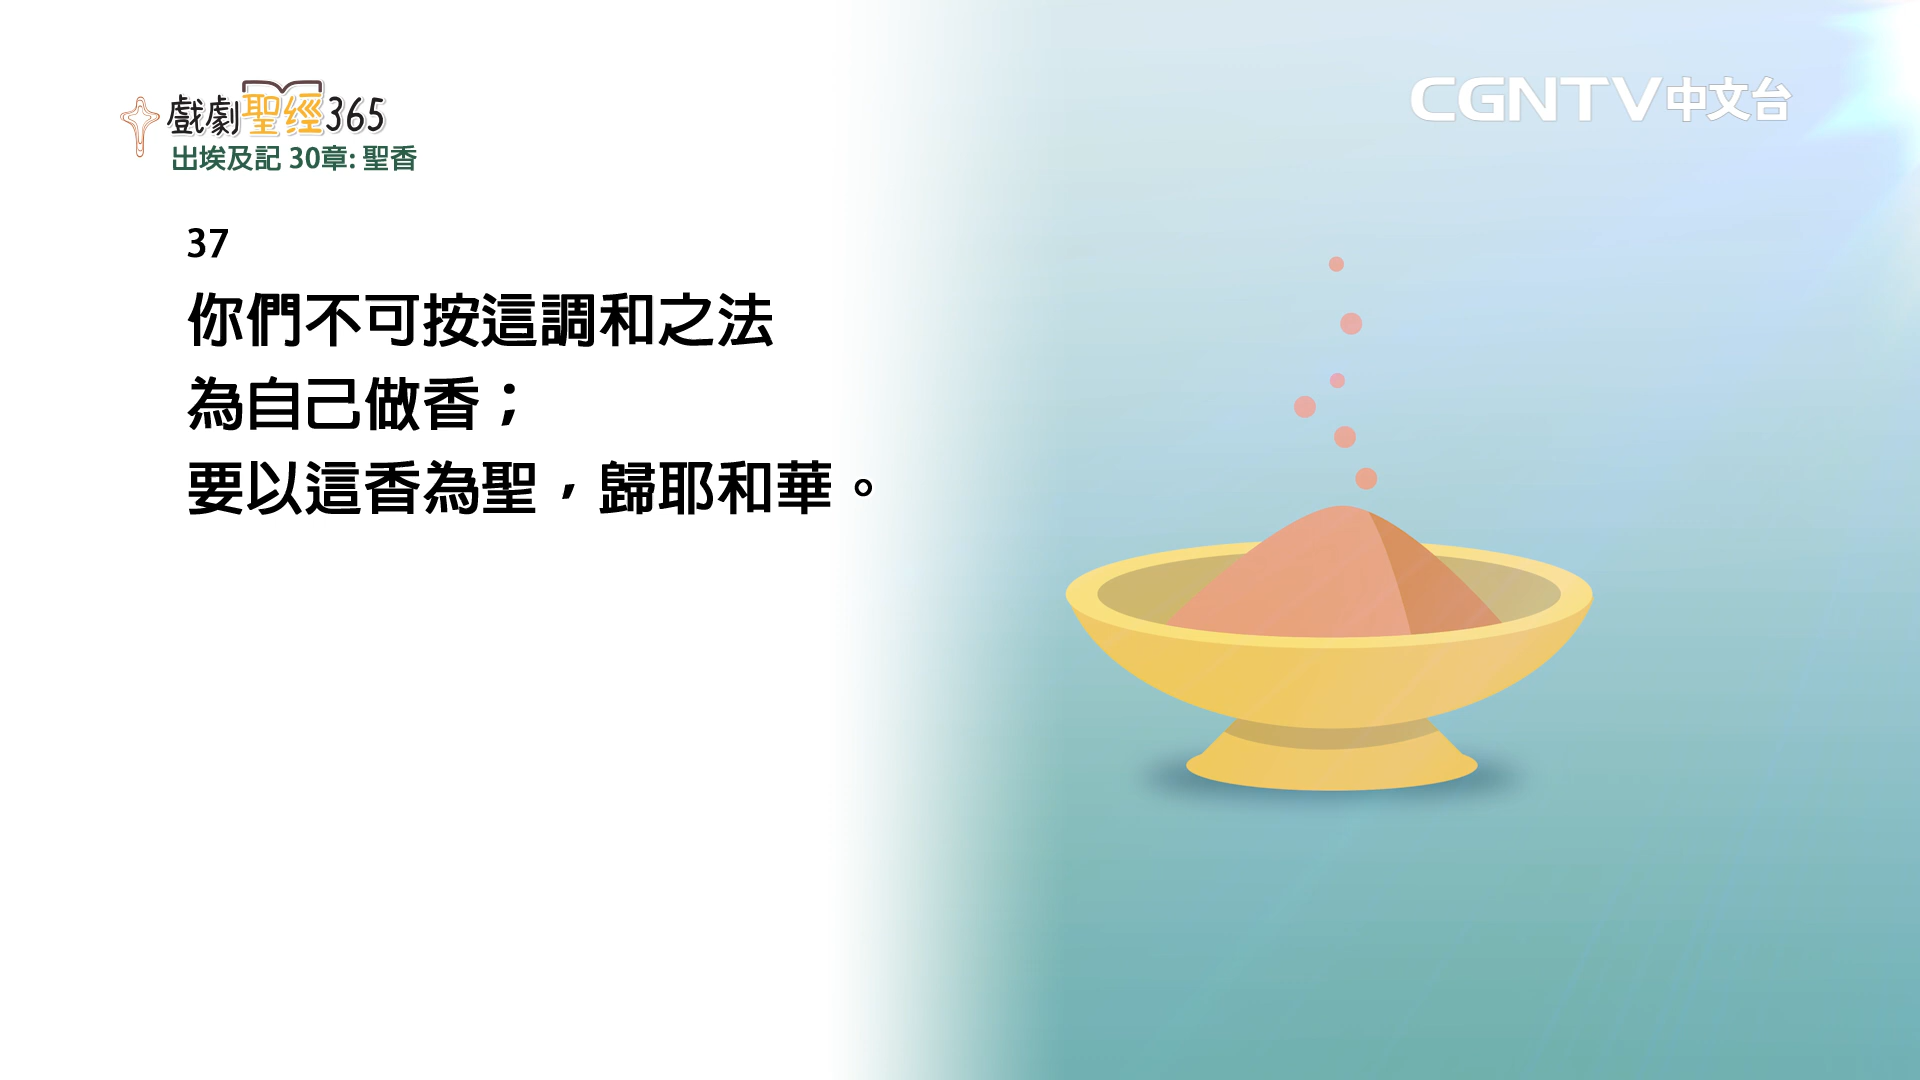 戲劇聖經365
出埃及記 30章: 聖香
CGNTV中文台
37
你們不可按這調和之法
為自己做香；
要以這香為聖，歸耶和華。